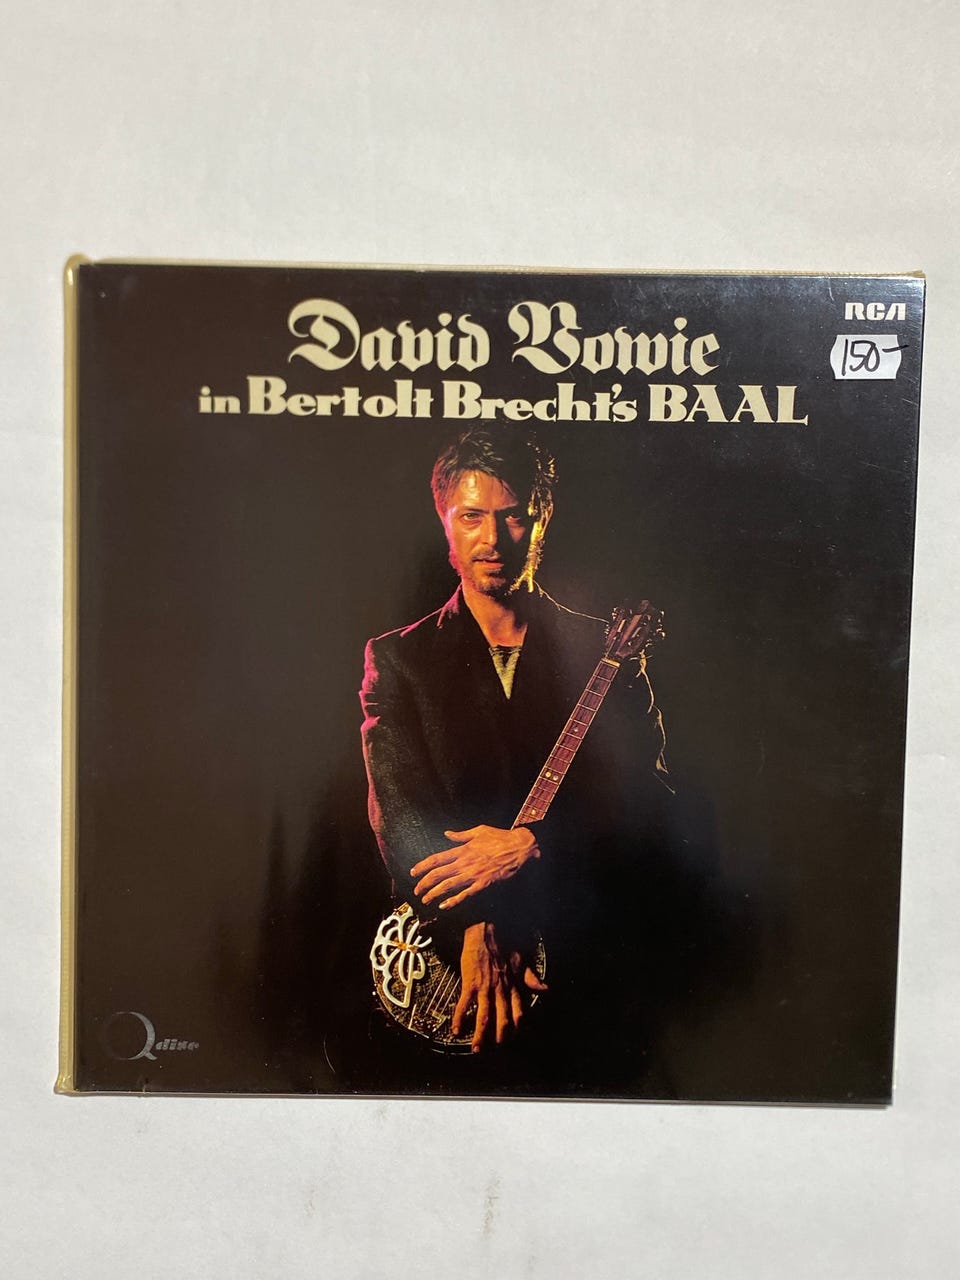 RCA
150-
David Bowie
in Bertolt Brecht's BAAL
Qdisc